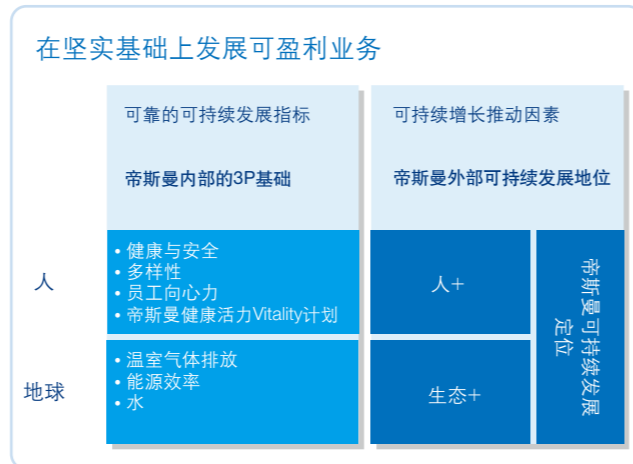 在坚实基础上发展可盈利业务
可靠的可持续发展指标
帝斯曼内部的3P基础
可持续增长推动因素
帝斯曼外部可持续发展地位
人
• 健康与安全
• 多样性
• 员工向心力
• 帝斯曼健康活力Vitality计划
人+
地球
• 温室气体排放
• 能源效率
• 水
生态+
帝斯曼可持续发展
定位